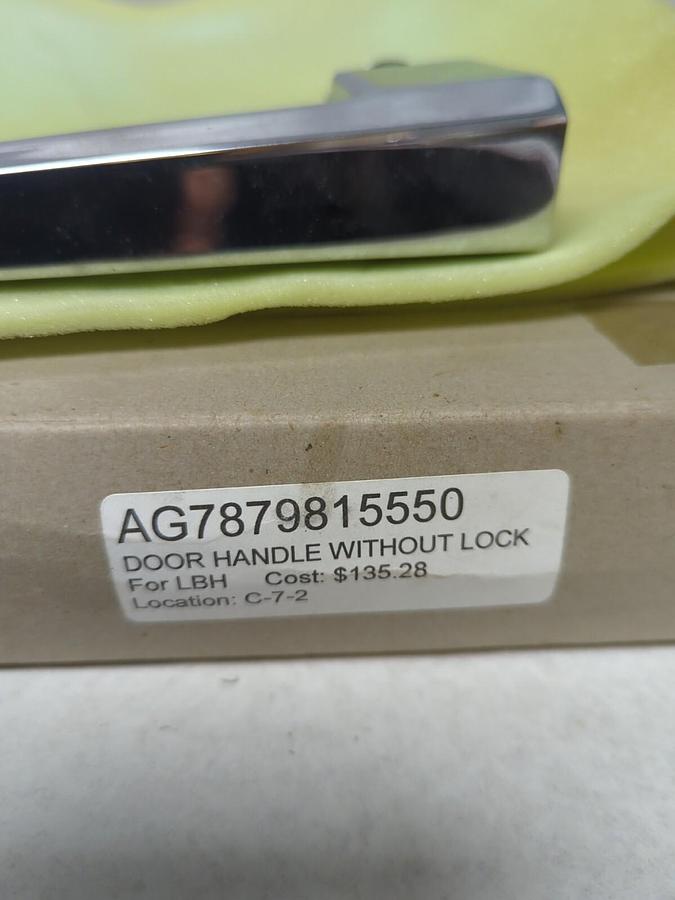 AG7879815550
DOOR HANDLE WITHOUT LOCK
For LBH Cost: $135.28
Location: C-7-2